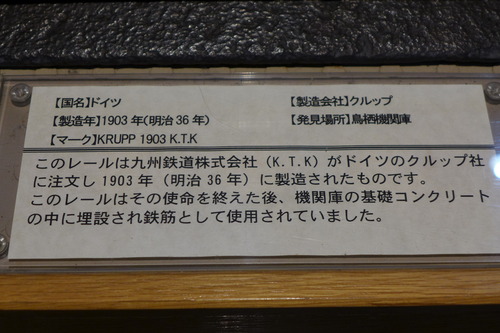 【国名】ドイツ 【製造会社】クルップ
【製造年】1903年(明治36年) 【発見場所】鳥栖機関庫
【マーク】KRUPP 1903 K.T.K
このレールは九州鉄道株式会社（K.T.K）がドイツのクルップ社
に注文し1903年（明治36年）に製造されたものです。
このレールはその使命を終えた後、機関庫の基礎コンクリート
の中に埋設され鉄筋として使用されていました。